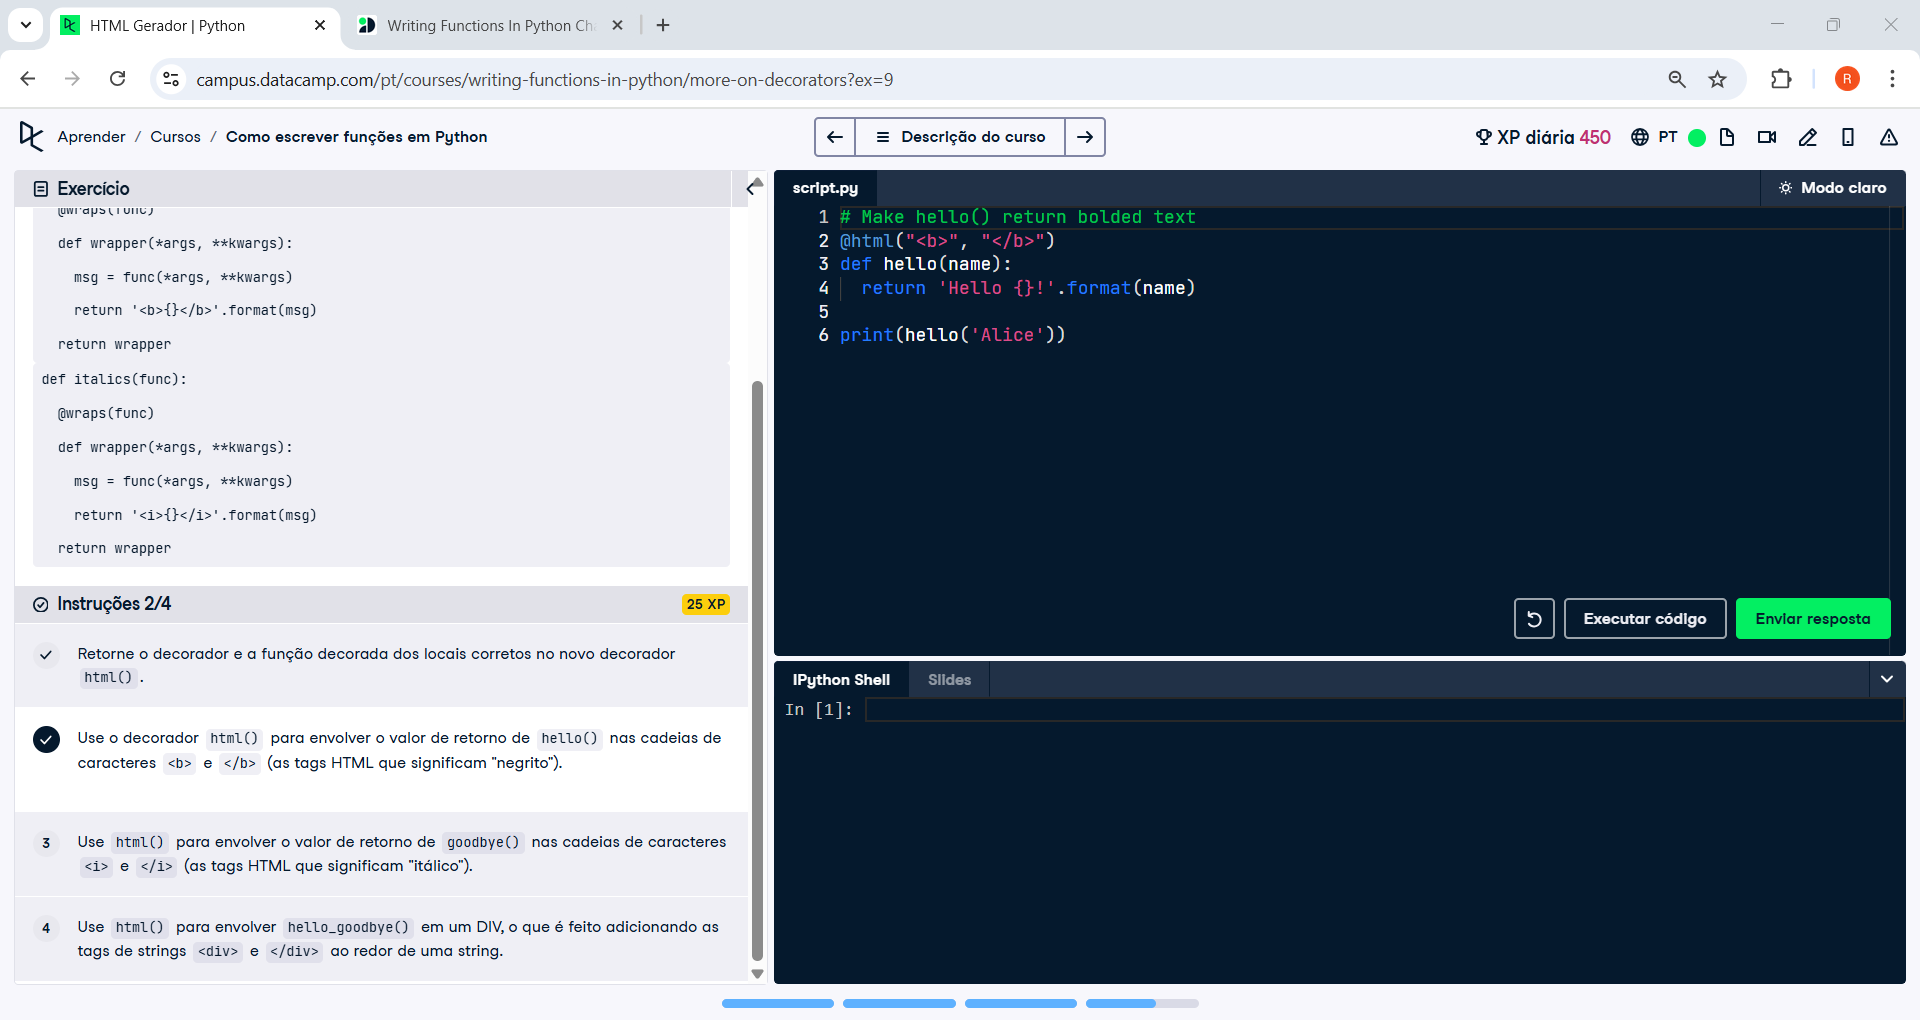 HTML Gerador | Python
Writing Functions In Python Cha
campus.datacamp.com/pt/courses/writing-functions-in-python/more-on-decorators?ex=9
R
Aprender / Cursos / Como escrever funções em Python
Descrição do curso
XP diária 450
PT
Exercício
@wraps(func)
def wrapper(*args, **kwargs):
msg = func(*args, **kwargs)
return '<b>{}</b>'.format(msg)
return wrapper
def italics(func):
@wraps(func)
def wrapper(*args, **kwargs):
msg = func(*args, **kwargs)
return '<i>{}</i>'.format(msg)
return wrapper
Instruções 2/4
25 XP
Retorne o decorador e a função decorada dos locais corretos no novo decorador
html() .
Use o decorador html() para envolver o valor de retorno de hello() nas cadeias de
caracteres <b> e </b> (as tags HTML que significam "negrito").
3 Use html() para envolver o valor de retorno de goodbye() nas cadeias de caracteres
<i> e </i> (as tags HTML que significam "itálico").
4 Use html() para envolver hello_goodbye() em um DIV, o que é feito adicionando as
tags de strings <div> e </div> ao redor de uma string.
script.py
Modo claro
1 # Make hello() return bolded text
2 @html("<b>", "</b>")
3 def hello(name):
4 return 'Hello {}!'.format(name)
5
6 print(hello('Alice'))
Executar código
Enviar resposta
IPython Shell
Slides
In [1]: